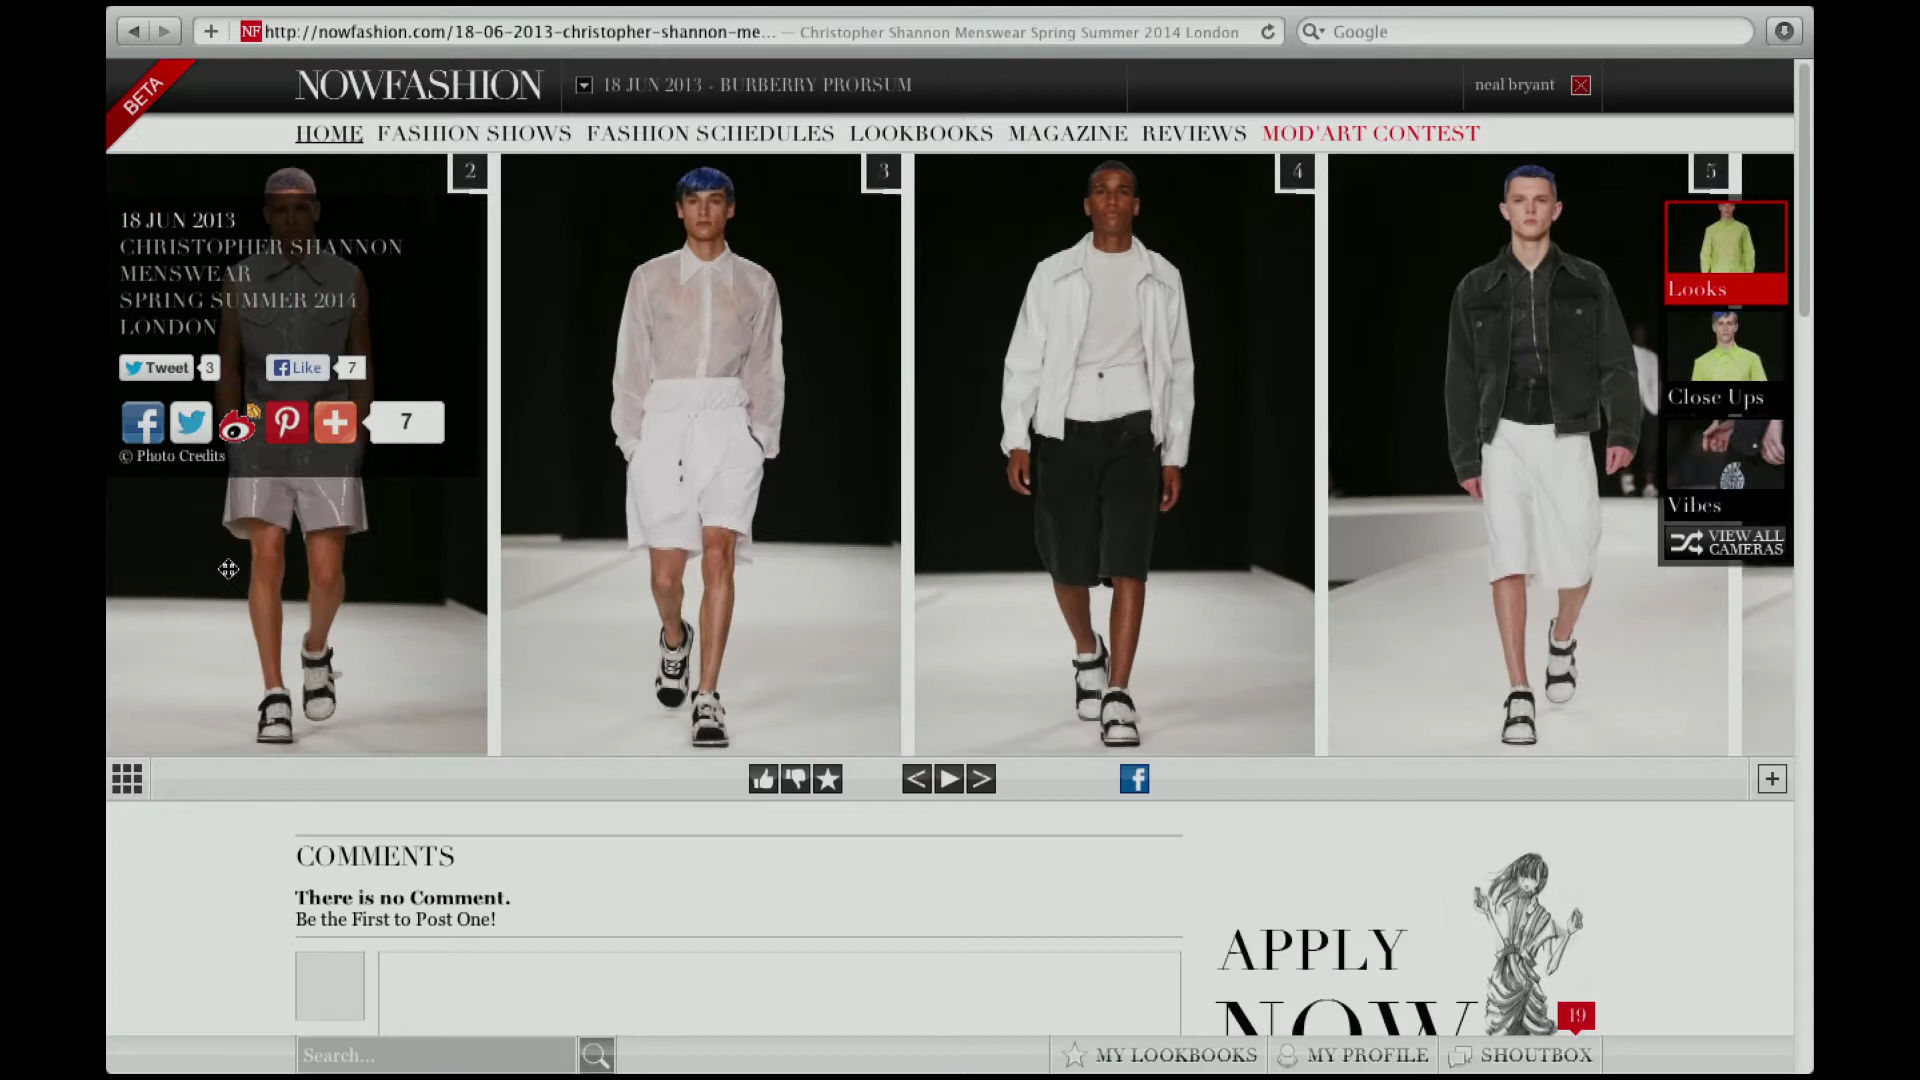 http://nowfashion.com/18-06-2013-christopher-shannon-me... — Christopher Shannon Menswear Spring Summer 2014 London
Google
BETA
NOWFASHION
18 JUN 2013 - BURBERRY PRORSUM
neal bryant
HOME FASHION SHOWS FASHION SCHEDULES LOOKBOOKS MAGAZINE REVIEWS MOD'ART CONTEST
2
3
4
5
18 JUN 2013
CHRISTOPHER SHANNON
MENSWEAR
SPRING SUMMER 2014
LONDON
Tweet 3
Like 7
7
© Photo Credits
Looks
Close Ups
Vibes
VIEW ALL
CAMERAS
COMMENTS
There is no Comment.
Be the First to Post One!
APPLY
NOW
19
Search...
MY LOOKBOOKS
MY PROFILE
SHOUTBOX